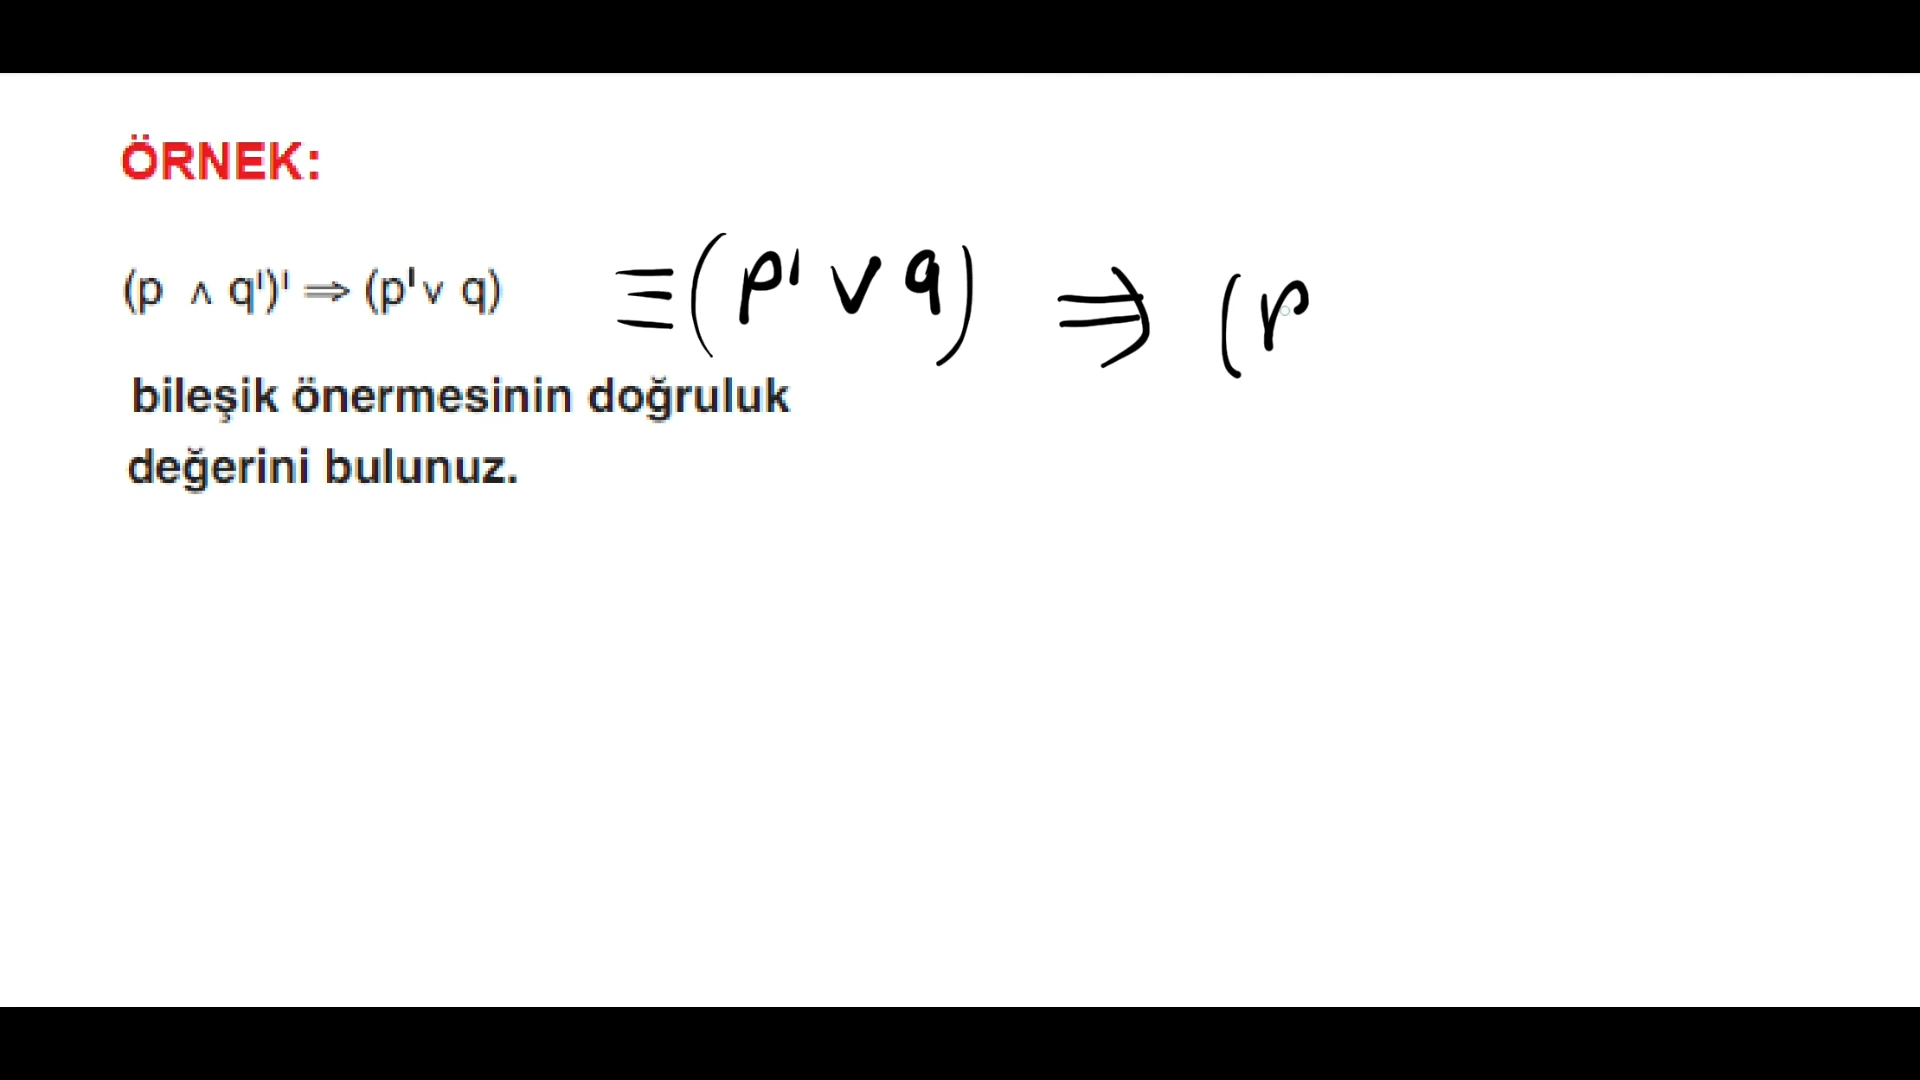 ÖRNEK:
(p ∧ q')' ⇒ (p' ∨ q) ≡ (p' ∨ q) ⇒ (p
bileşik önermesinin doğruluk
değerini bulunuz.